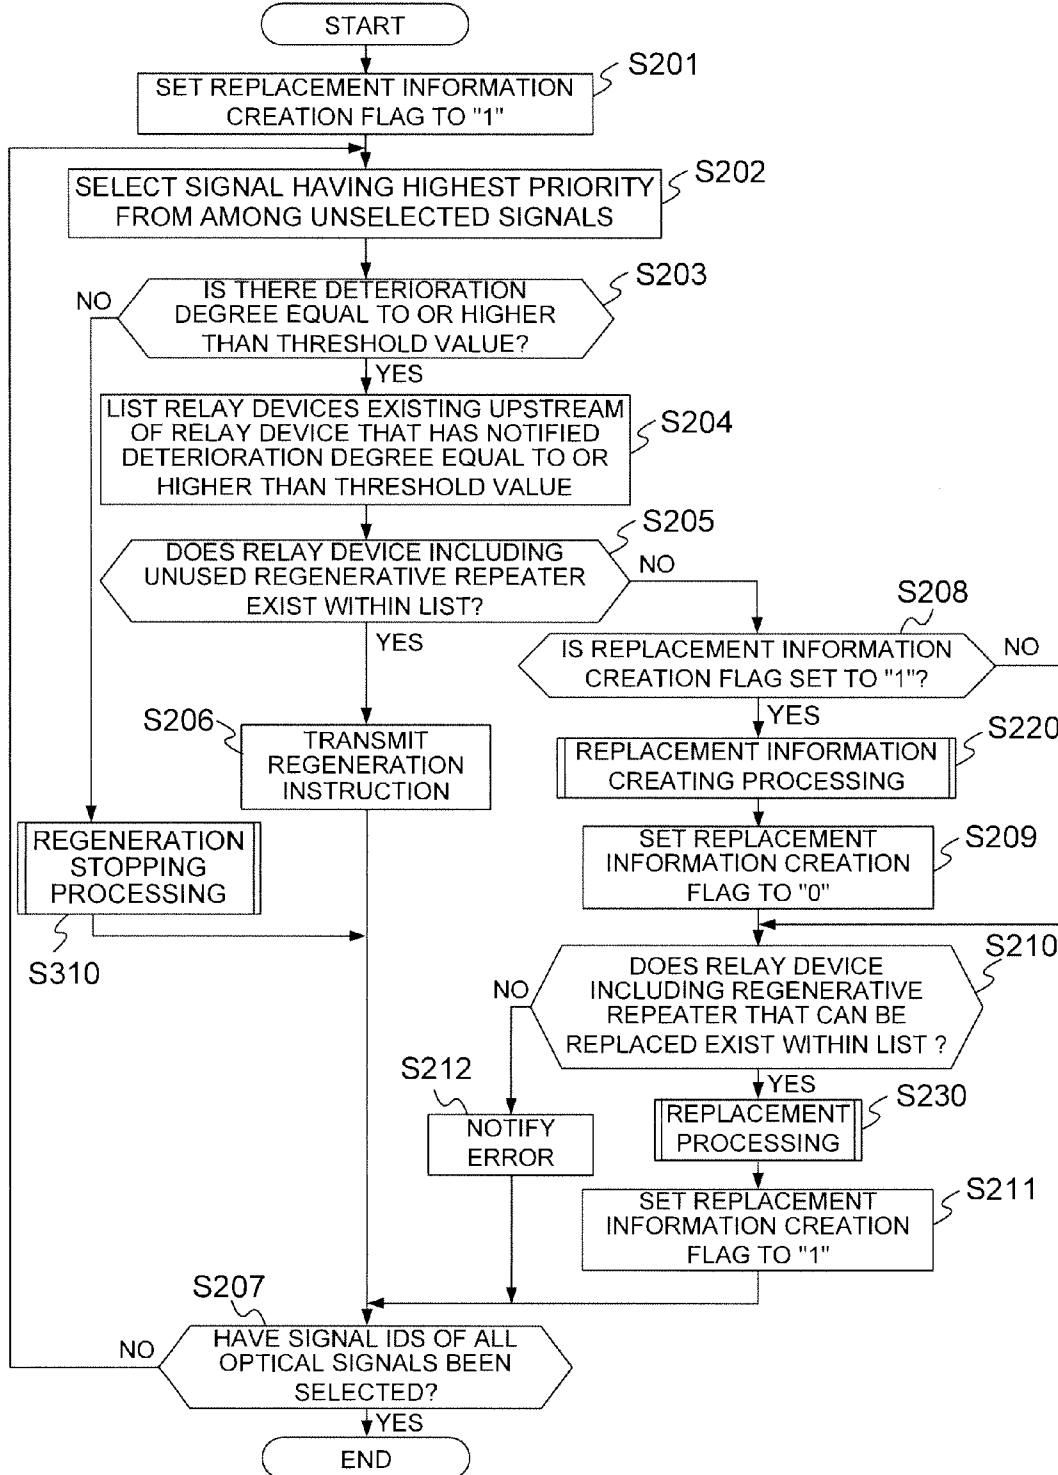 START
SET REPLACEMENT INFORMATION
CREATION FLAG TO "1"
S201
SELECT SIGNAL HAVING HIGHEST PRIORITY
FROM AMONG UNSELECTED SIGNALS
S202
IS THERE DETERIORATION
DEGREE EQUAL TO OR HIGHER
THAN THRESHOLD VALUE?
S203
NO
YES
LIST RELAY DEVICES EXISTING UPSTREAM
OF RELAY DEVICE THAT HAS NOTIFIED
DETERIORATION DEGREE EQUAL TO OR
HIGHER THAN THRESHOLD VALUE
S204
DOES RELAY DEVICE INCLUDING
UNUSED REGENERATIVE REPEATER
EXIST WITHIN LIST?
S205
NO
YES
IS REPLACEMENT INFORMATION
CREATION FLAG SET TO "1"?
S208
NO
YES
S206
TRANSMIT
REGENERATION
INSTRUCTION
REPLACEMENT INFORMATION
CREATING PROCESSING
S220
REGENERATION
STOPPING
PROCESSING
S310
SET REPLACEMENT
INFORMATION CREATION
FLAG TO "0"
S209
DOES RELAY DEVICE
INCLUDING REGENERATIVE
REPEATER THAT CAN BE
REPLACED EXIST WITHIN LIST ?
S210
NO
YES
S212
NOTIFY
ERROR
REPLACEMENT
PROCESSING
S230
SET REPLACEMENT
INFORMATION CREATION
FLAG TO "1"
S211
S207
HAVE SIGNAL IDS OF ALL
OPTICAL SIGNALS BEEN
SELECTED?
NO
YES
END